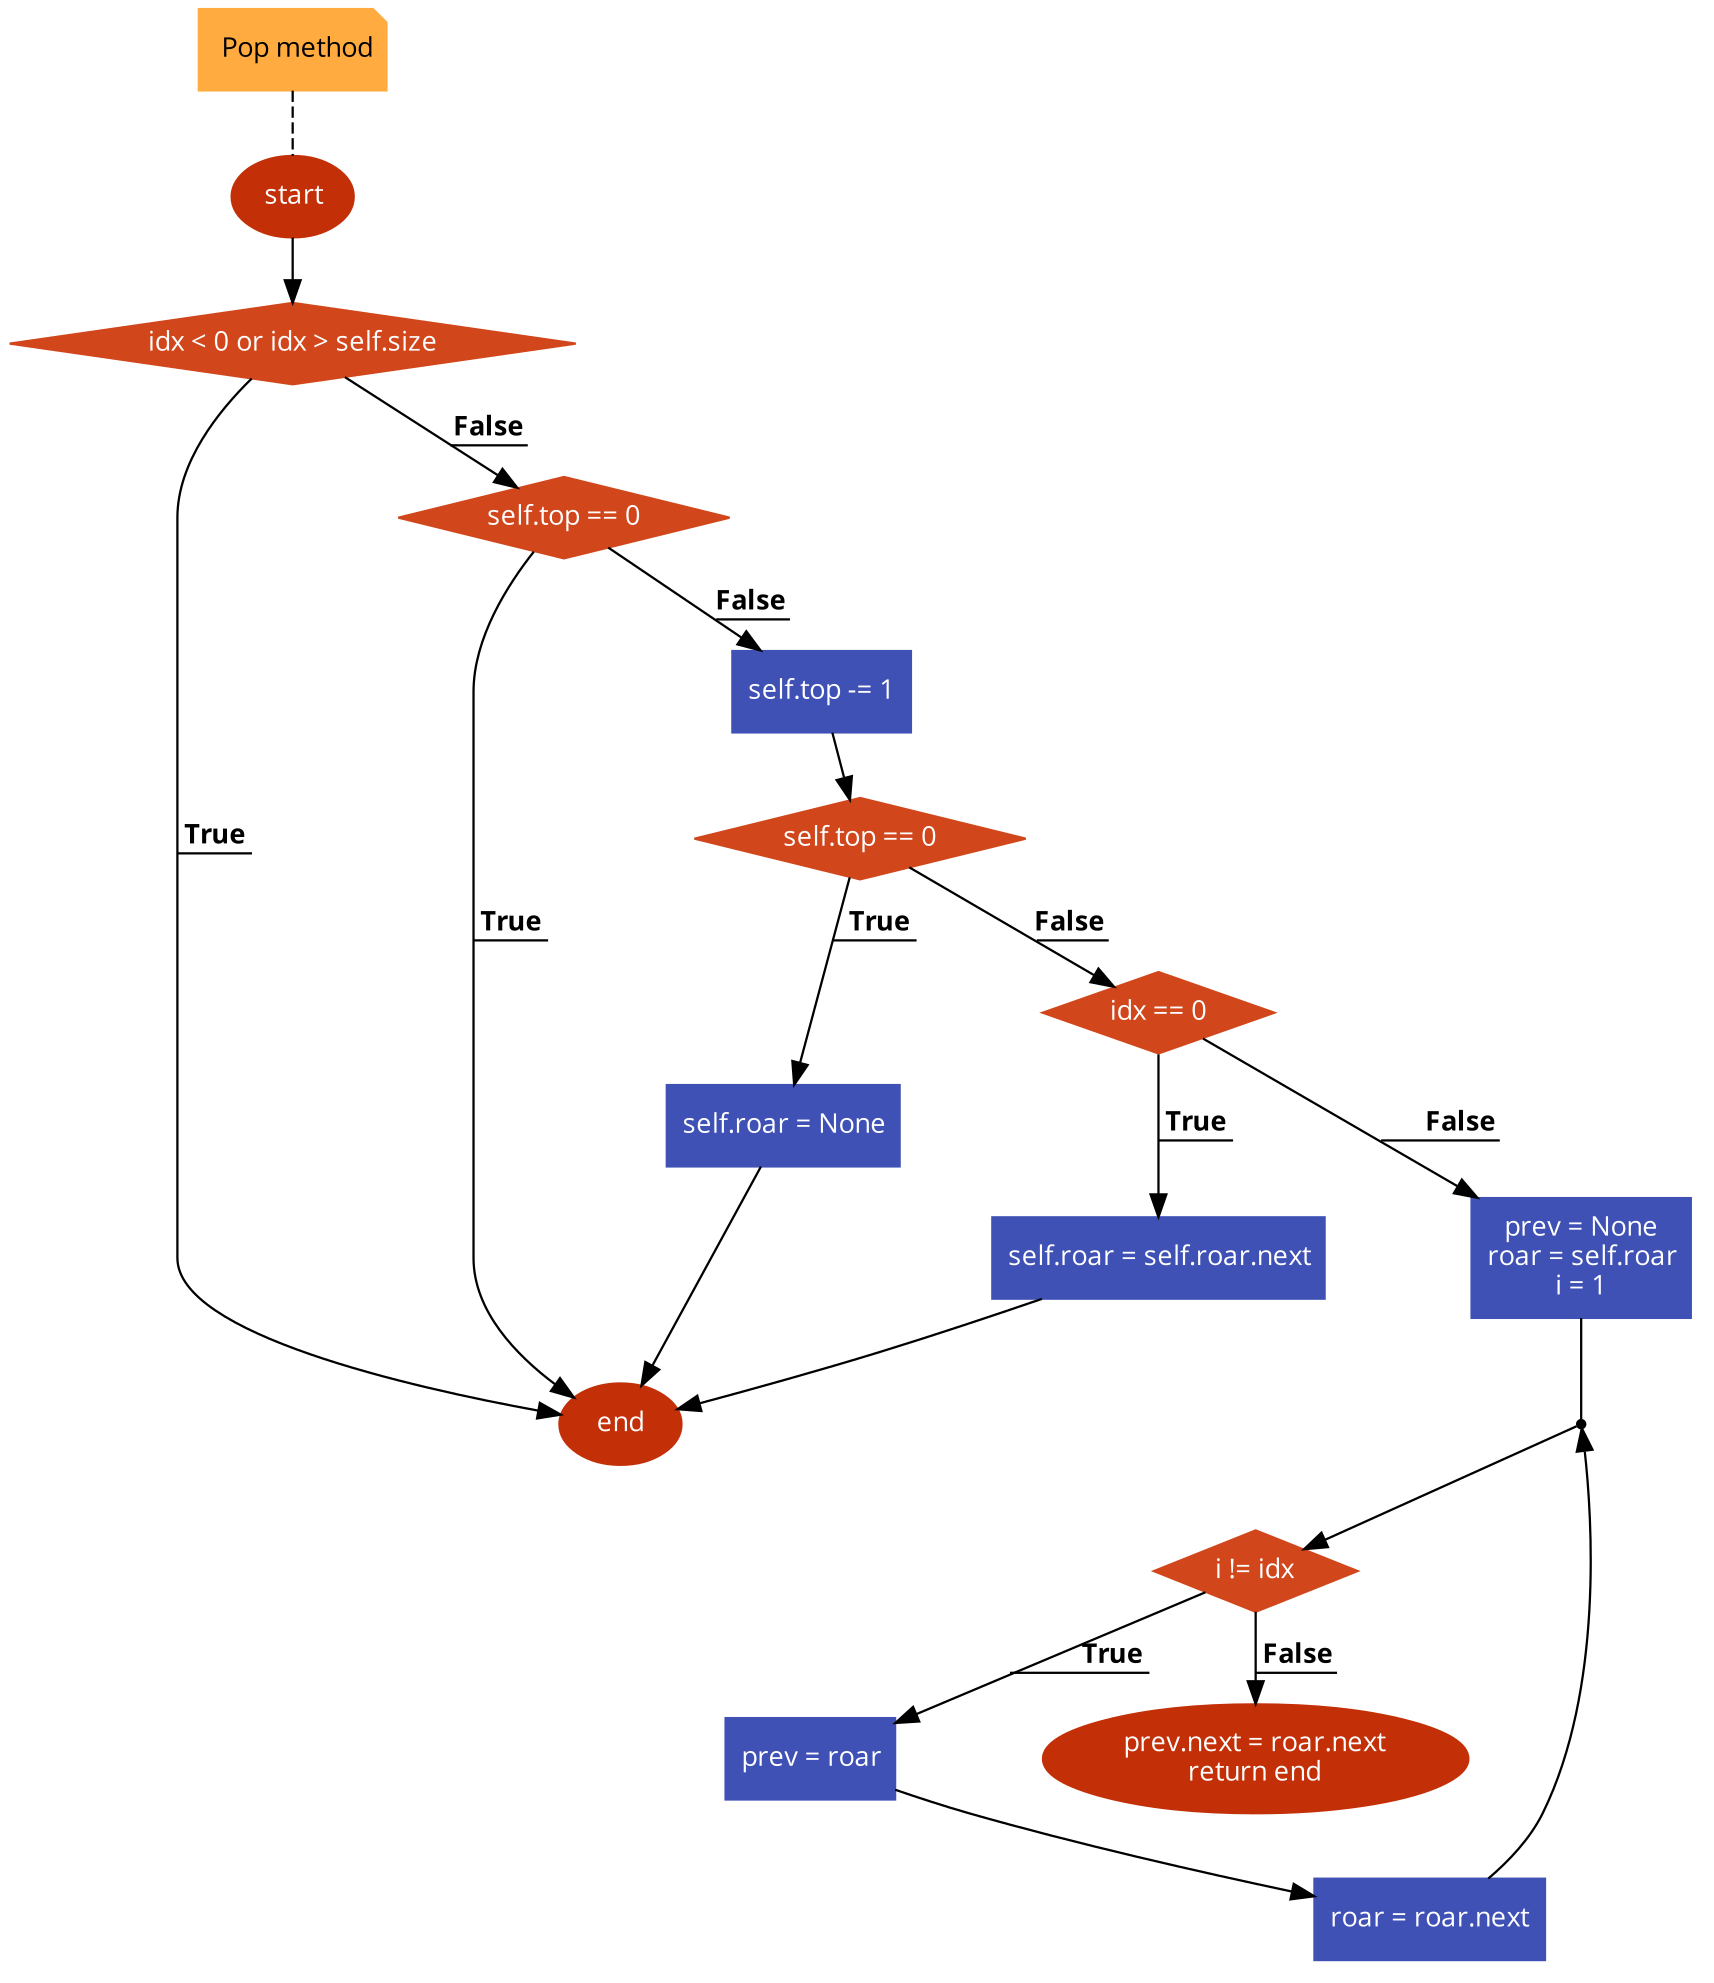 Pop method
start
idx < 0 or idx > self.size
False
self.top == 0
False
self.top -= 1
True
self.top == 0
True
True
False
idx == 0
self.roar = None
True
False
self.roar = self.roar.next
prev = None
roar = self.roar
i = 1
end
i != idx
True
False
prev = roar
prev.next = roar.next
return end
roar = roar.next